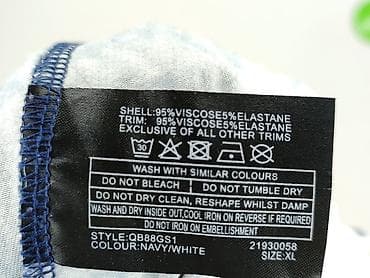 SHELL:95%VISCOSE5%ELASTANE
TRIM: 95%VISCOSE5%ELASTANE
EXCLUSIVE OF ALL OTHER TRIMS
30
WASH WITH SIMILAR COLOURS
DO NOT BLEACH DO NOT TUMBLE DRY
DO NOT DRY CLEAN, RESHAPE WHILST DAMP
WASH AND DRY INSIDE OUT,COOL IRON ON REVERSE IF REQUIRED
DO NOT IRON ON EMBELLISHMENT
STYLE:QB88GS1 21930058
COLOUR:NAVY/WHITE SIZE:XL